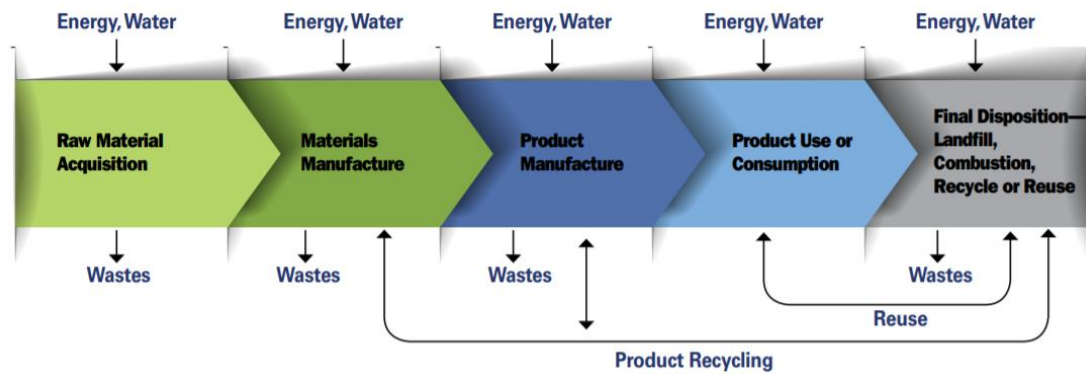 Energy, Water
Energy, Water
Energy, Water
Energy, Water
Energy, Water
Raw Material
Acquisition
Materials
Manufacture
Product
Manufacture
Product Use or
Consumption
Final Disposition—
Landfill,
Combustion,
Recycle or Reuse
Wastes
Wastes
Wastes
Wastes
Reuse
Product Recycling